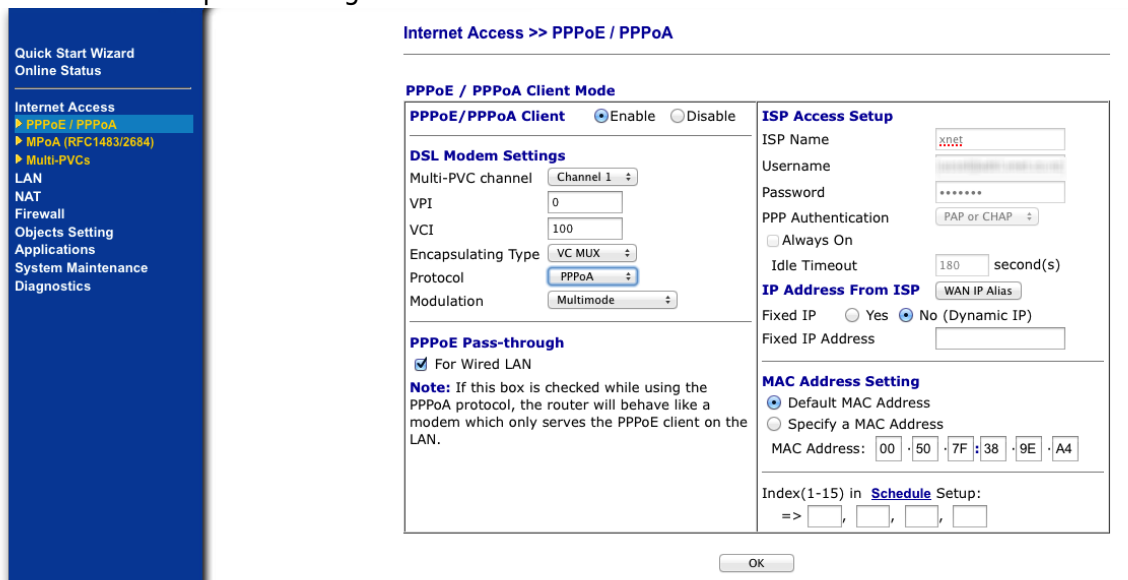 Internet Access >> PPPoE / PPPoA
Quick Start Wizard
Online Status
Internet Access
PPPoE / PPPoA
MPoA (RFC1483/2684)
Multi-PVCs
LAN
NAT
Firewall
Objects Setting
Applications
System Maintenance
Diagnostics
PPPoE / PPPoA Client Mode
PPPoE/PPPoA Client Enable Disable
DSL Modem Settings
Multi-PVC channel Channel 1
VPI 0
VCI 100
Encapsulating Type VC MUX
Protocol PPPoA
Modulation Multimode
PPPoE Pass-through
For Wired LAN
Note: If this box is checked while using the
PPPoA protocol, the router will behave like a
modem which only serves the PPPoE client on the
LAN.
ISP Access Setup
ISP Name xnet
Username
Password •••••••
PPP Authentication PAP or CHAP
Always On
Idle Timeout 180 second(s)
IP Address From ISP WAN IP Alias
Fixed IP Yes No (Dynamic IP)
Fixed IP Address
MAC Address Setting
Default MAC Address
Specify a MAC Address
MAC Address: 00 · 50 · 7F : 38 · 9E · A4
Index(1-15) in Schedule Setup:
=> , , ,
OK